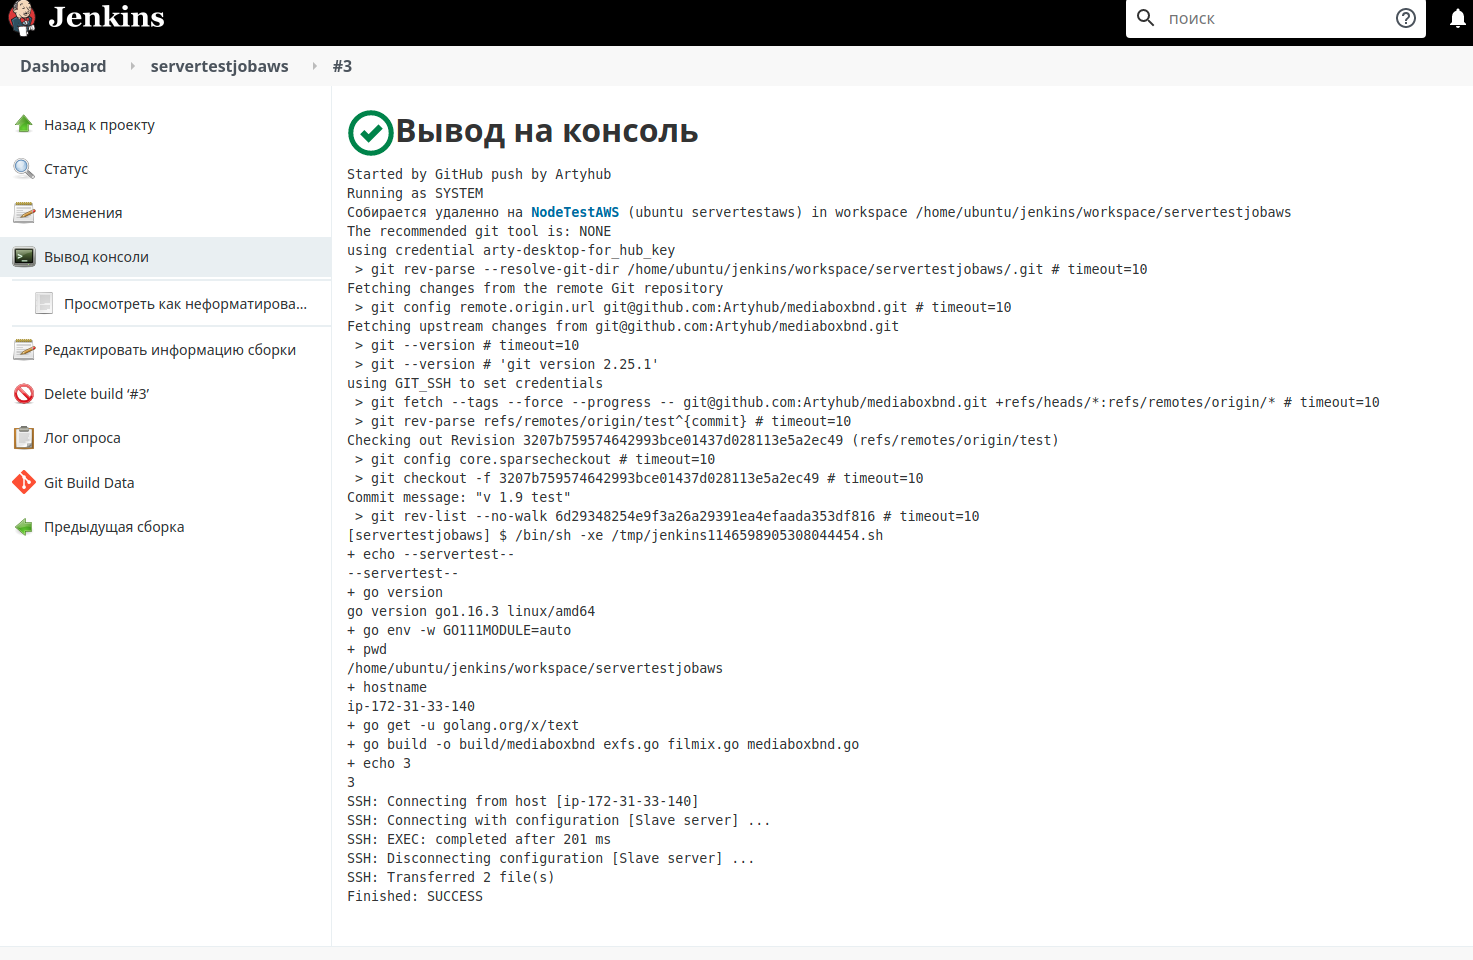 Jenkins
поиск
Dashboard
servertestjobaws
#3
Назад к проекту
Статус
Изменения
Вывод консоли
Просмотреть как неформатирова...
Редактировать информацию сборки
Delete build ‘#3’
Лог опроса
Git Build Data
Предыдущая сборка
Вывод на консоль
Started by GitHub push by Artyhub
Running as SYSTEM
Собирается удаленно на NodeTestAWS (ubuntu servertestaws) in workspace /home/ubuntu/jenkins/workspace/servertestjobaws
The recommended git tool is: NONE
using credential arty-desktop-for_hub_key
 > git rev-parse --resolve-git-dir /home/ubuntu/jenkins/workspace/servertestjobaws/.git # timeout=10
Fetching changes from the remote Git repository
 > git config remote.origin.url git@github.com:Artyhub/mediaboxbnd.git # timeout=10
Fetching upstream changes from git@github.com:Artyhub/mediaboxbnd.git
 > git --version # timeout=10
 > git --version # 'git version 2.25.1'
using GIT_SSH to set credentials
 > git fetch --tags --force --progress -- git@github.com:Artyhub/mediaboxbnd.git +refs/heads/*:refs/remotes/origin/* # timeout=10
 > git rev-parse refs/remotes/origin/test^{commit} # timeout=10
Checking out Revision 3207b759574642993bce01437d028113e5a2ec49 (refs/remotes/origin/test)
 > git config core.sparsecheckout # timeout=10
 > git checkout -f 3207b759574642993bce01437d028113e5a2ec49 # timeout=10
Commit message: "v 1.9 test"
 > git rev-list --no-walk 6d29348254e9f3a26a29391ea4efaada353df816 # timeout=10
[servertestjobaws] $ /bin/sh -xe /tmp/jenkins1146598905308044454.sh
+ echo --servertest--
--servertest--
+ go version
go version go1.16.3 linux/amd64
+ go env -w GO111MODULE=auto
+ pwd
/home/ubuntu/jenkins/workspace/servertestjobaws
+ hostname
ip-172-31-33-140
+ go get -u golang.org/x/text
+ go build -o build/mediaboxbnd exfs.go filmix.go mediaboxbnd.go
+ echo 3
3
SSH: Connecting from host [ip-172-31-33-140]
SSH: Connecting with configuration [Slave server] ...
SSH: EXEC: completed after 201 ms
SSH: Disconnecting configuration [Slave server] ...
SSH: Transferred 2 file(s)
Finished: SUCCESS